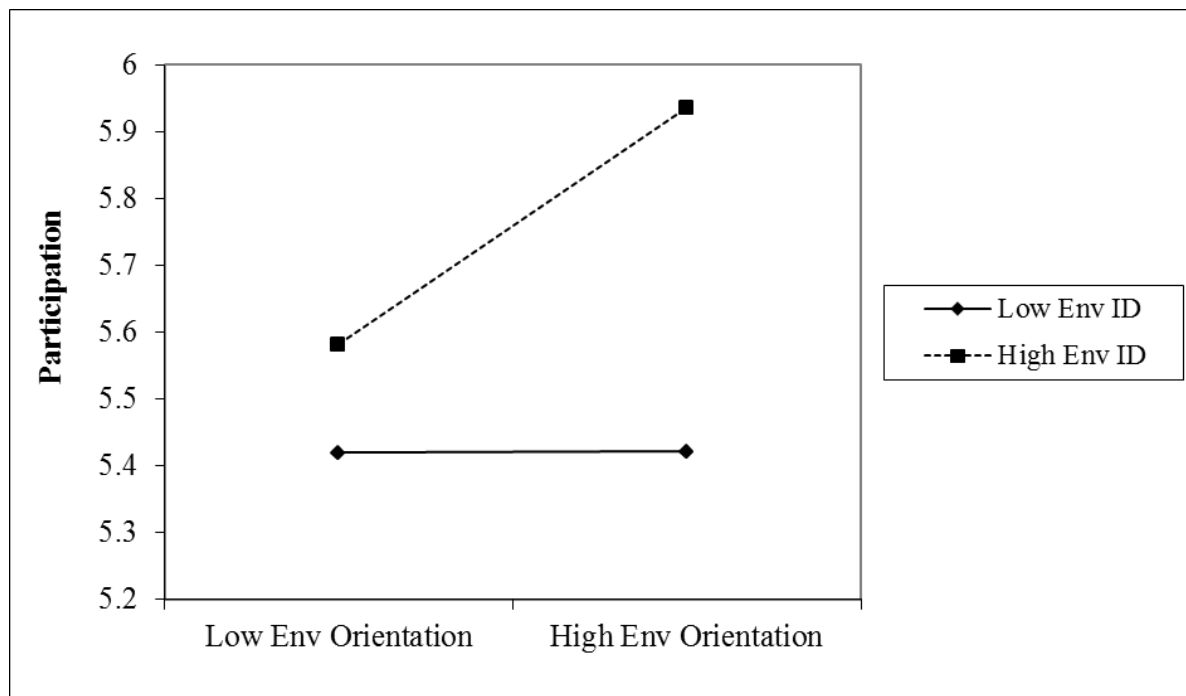 6
5.9
5.8
5.7
5.6
5.5
5.4
5.3
5.2
Participation
Low Env Orientation
High Env Orientation
Low Env ID
High Env ID